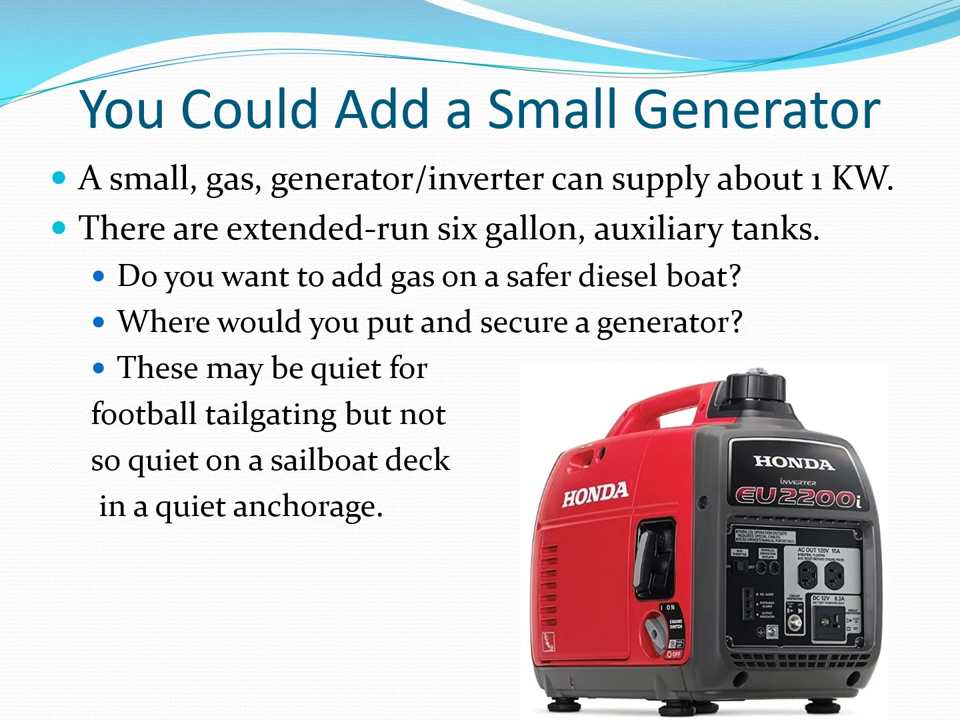 You Could Add a Small Generator
A small, gas, generator/inverter can supply about 1 KW.
There are extended-run six gallon, auxiliary tanks.
Do you want to add gas on a safer diesel boat?
Where would you put and secure a generator?
These may be quiet for
football tailgating but not
so quiet on a sailboat deck
in a quiet anchorage.
HONDA
HONDA
INVERTER
EU2200i
AC OUT 120V 15A
DC 12V 8.3A
I ON
ENGINE
SWITCH
OFF